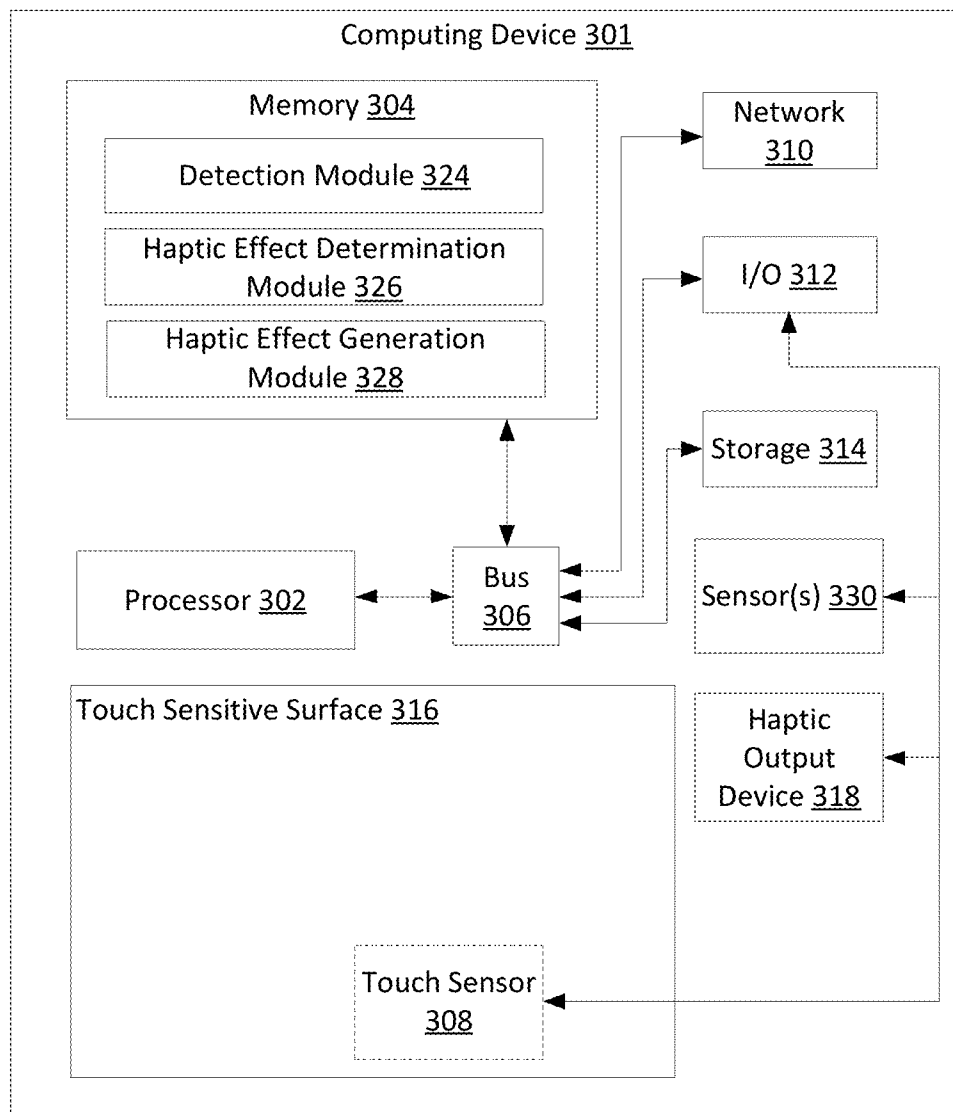 Computing Device 301
Memory 304
Detection Module 324
Haptic Effect Determination
Module 326
Haptic Effect Generation
Module 328
Network
310
I/O 312
Storage 314
Processor 302
Bus
306
Sensor(s) 330
Touch Sensitive Surface 316
Haptic
Output
Device 318
Touch Sensor
308